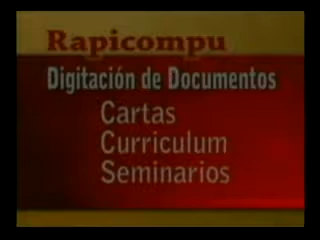 Rapicompu
Digitación de Documentos
Cartas
Curriculum
Seminarios